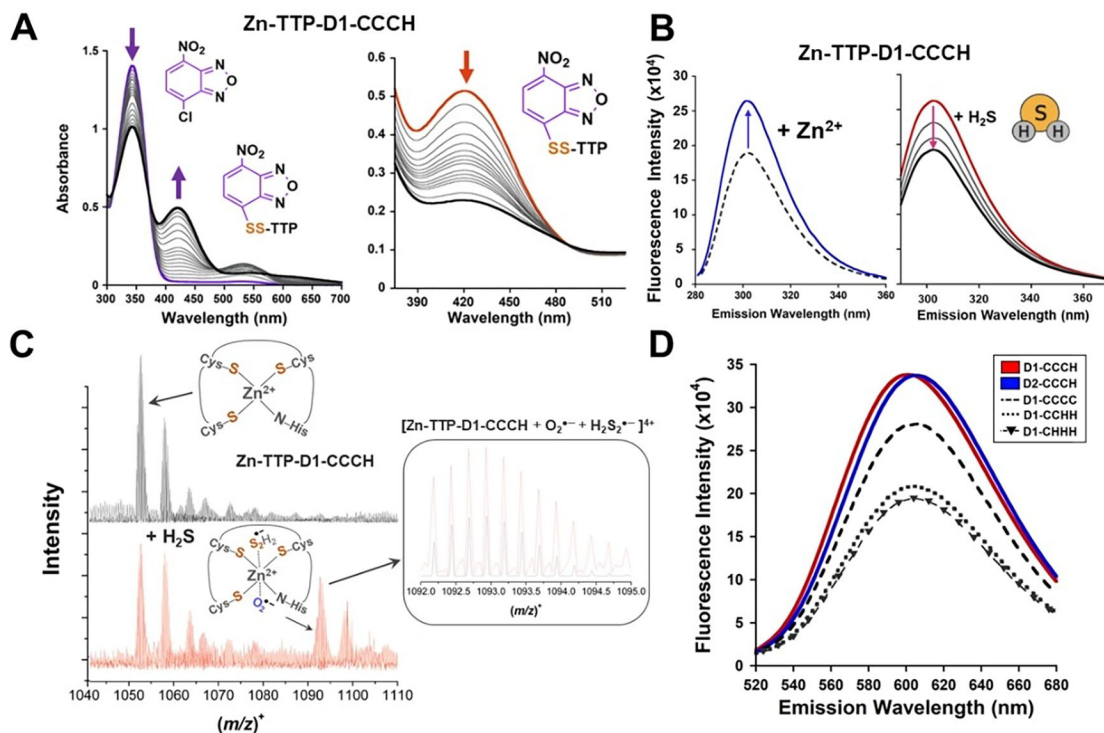 A
Zn-TTP-D1-CCCH
Absorbance
1.5
1
0.5
0
300 350 400 450 500 550 600 700
Wavelength (nm)
NO₂
N
O
N
Cl
NO₂
N
O
N
SS-TTP
0.6
0.5
0.4
0.3
0.2
0.1
0
390 420 450 480 510
Wavelength (nm)
NO₂
N
O
N
SS-TTP
B
Zn-TTP-D1-CCCH
Fluorescence Intensity (x10⁴)
30
25
20
15
10
5
0
280 300 320 340 360
Emission Wavelength (nm)
+ Zn²⁺
300 320 340 360
Emission Wavelength (nm)
+ H₂S
S
H H
C
Intensity
Cys S S Cys
Zn²⁺
Cys S N-His
Zn-TTP-D1-CCCH
+ H₂S
S₂H₂•-
Cys S S Cys
Zn²⁺
Cys S N-His
O₂•-
1040 1050 1060 1070 1080 1090 1100 1110
(m/z)⁺
[Zn-TTP-D1-CCCH + O₂•– + H₂S₂•– ]⁴⁺
1092.0 1092.5 1093.0 1093.5 1094.0 1094.5 1095.0
(m/z)⁺
D
Fluorescence Intensity (x10⁴)
35
34
30
21
20
10
0
520 540 560 580 600 620 640 660 680
Emission Wavelength (nm)
D1-CCCH
D2-CCCH
D1-CCCC
D1-CCHH
D1-CHHH